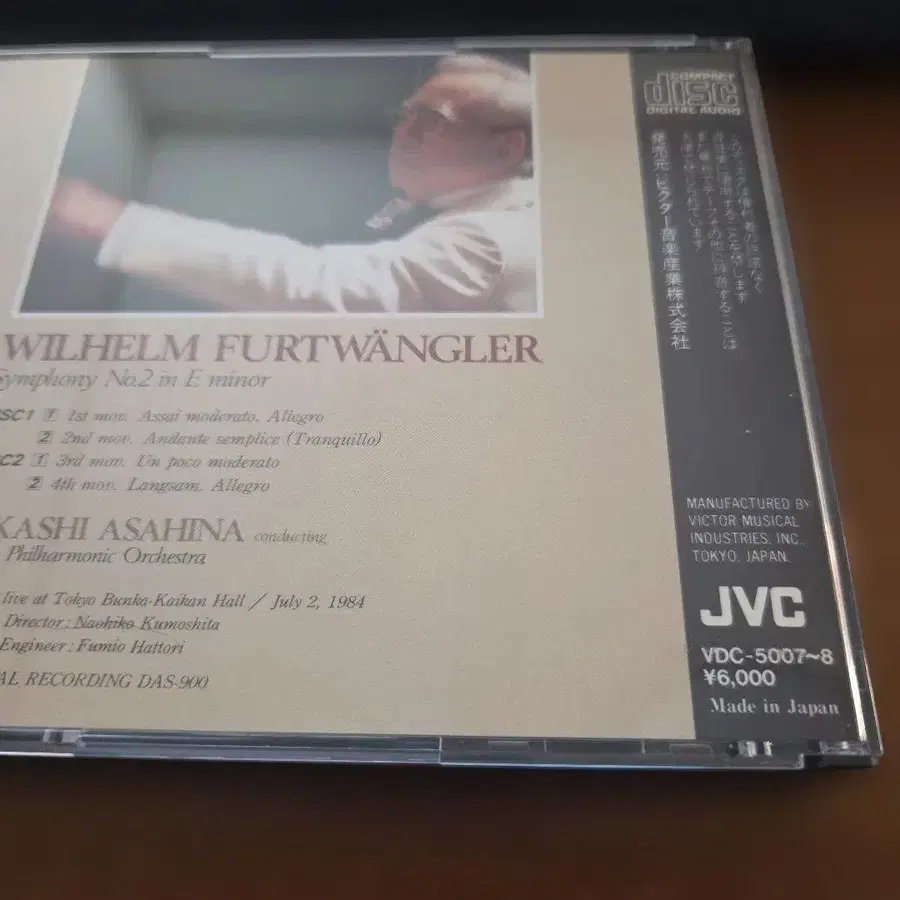 COMPACT
disc
DIGITAL AUDIO
発売元:ビクター音楽産業株式会社
WILHELM FURTWÄNGLER
Symphony No.2 in E minor
SC1 1 1st mov. Assai moderato, Allegro
2 2nd mov. Andante semplice (Tranquillo)
C2 1 3rd mov. Un poco moderato
2 4th mov. Langsam, Allegro
KASHI ASAHINA conducting
Philharmonic Orchestra
live at Tokyo Bunka-Kaikan Hall / July 2, 1984
Director: Naohiko Kumoshita
Engineer: Fumio Hattori
AL RECORDING DAS-900
MANUFACTURED BY
VICTOR MUSICAL
INDUSTRIES, INC.,
TOKYO, JAPAN.
JVC
VDC-5007~8
¥6,000
Made in Japan